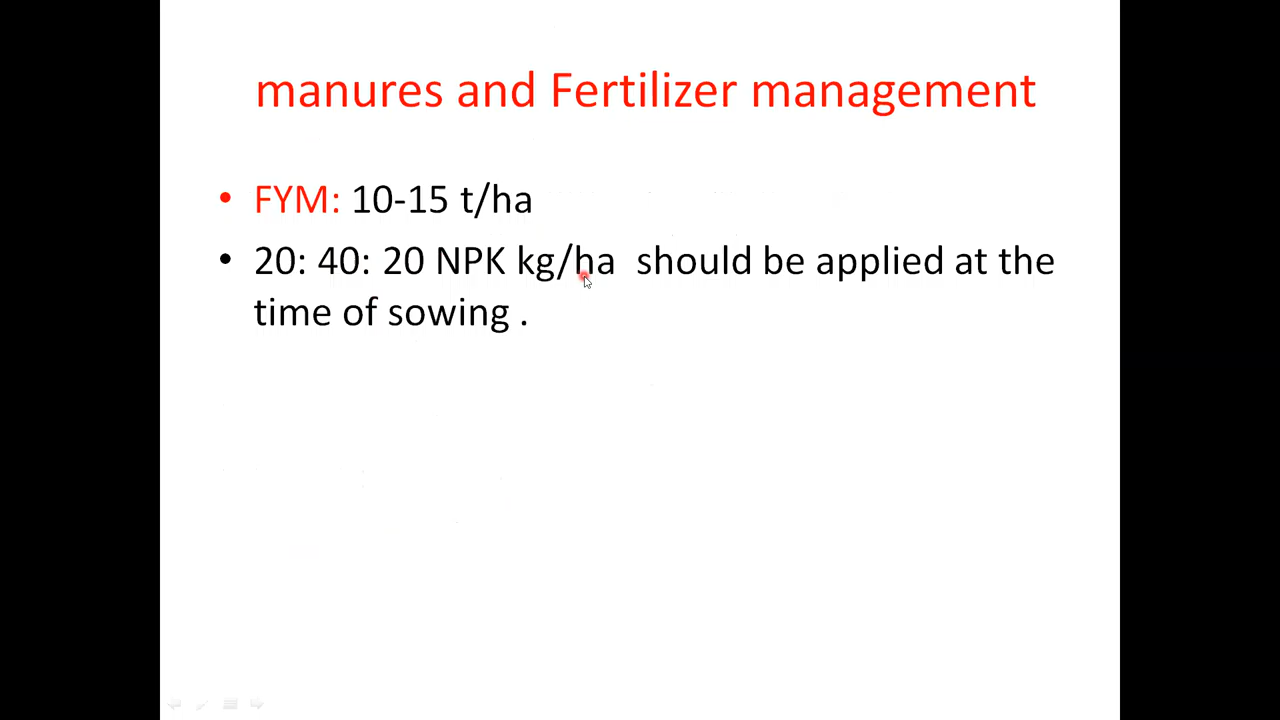 manures and Fertilizer management
• FYM: 10-15 t/ha
• 20: 40: 20 NPK kg/ha  should be applied at the
time of sowing .